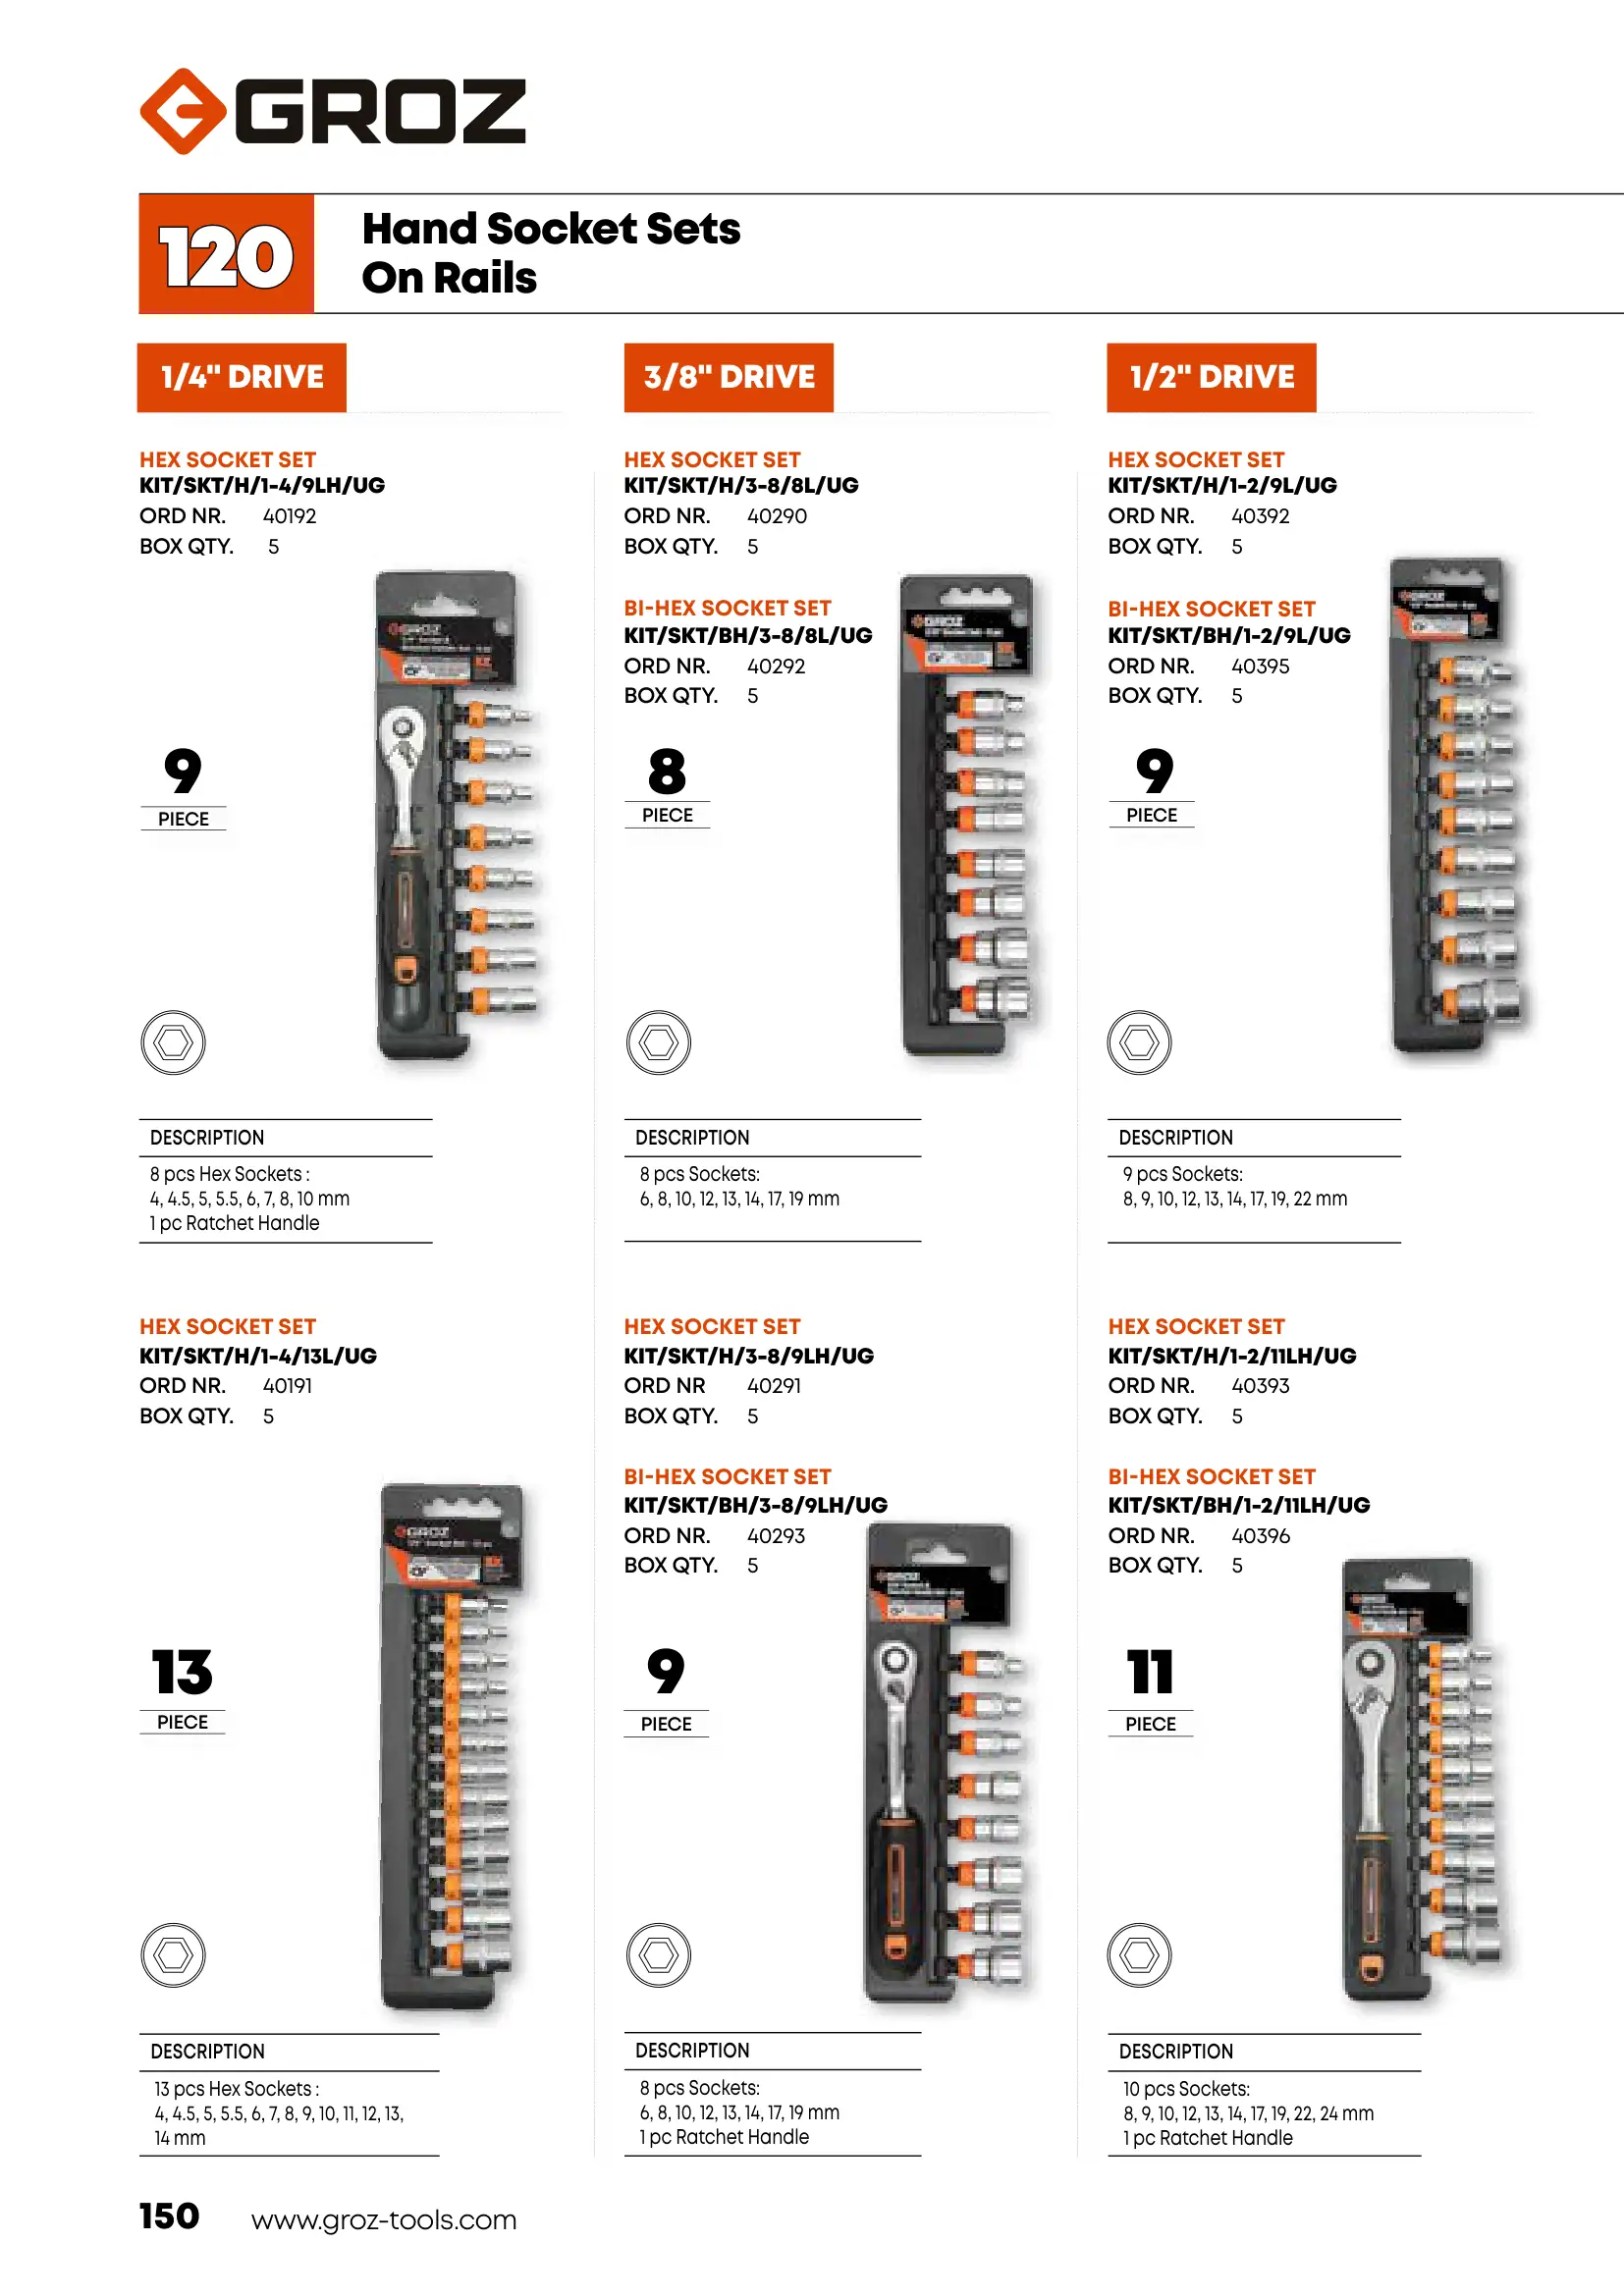 GROZ
120
Hand Socket Sets
On Rails
1/4" DRIVE
HEX SOCKET SET
KIT/SKT/H/1-4/9LH/UG
ORD NR. 40192
BOX QTY. 5
GROZ
9
PIECE
DESCRIPTION
8 pcs Hex Sockets :
4, 4.5, 5, 5.5, 6, 7, 8, 10 mm
1 pc Ratchet Handle
HEX SOCKET SET
KIT/SKT/H/1-4/13L/UG
ORD NR. 40191
BOX QTY. 5
GROZ
13
PIECE
DESCRIPTION
13 pcs Hex Sockets :
4, 4.5, 5, 5.5, 6, 7, 8, 9, 10, 11, 12, 13,
14 mm
3/8" DRIVE
HEX SOCKET SET
KIT/SKT/H/3-8/8L/UG
ORD NR. 40290
BOX QTY. 5
BI-HEX SOCKET SET
KIT/SKT/BH/3-8/8L/UG
ORD NR. 40292
BOX QTY. 5
GROZ
8
PIECE
DESCRIPTION
8 pcs Sockets:
6, 8, 10, 12, 13, 14, 17, 19 mm
HEX SOCKET SET
KIT/SKT/H/3-8/9LH/UG
ORD NR 40291
BOX QTY. 5
BI-HEX SOCKET SET
KIT/SKT/BH/3-8/9LH/UG
ORD NR. 40293
BOX QTY. 5
GROZ
9
PIECE
DESCRIPTION
8 pcs Sockets:
6, 8, 10, 12, 13, 14, 17, 19 mm
1 pc Ratchet Handle
1/2" DRIVE
HEX SOCKET SET
KIT/SKT/H/1-2/9L/UG
ORD NR. 40392
BOX QTY. 5
BI-HEX SOCKET SET
KIT/SKT/BH/1-2/9L/UG
ORD NR. 40395
BOX QTY. 5
GROZ
9
PIECE
DESCRIPTION
9 pcs Sockets:
8, 9, 10, 12, 13, 14, 17, 19, 22 mm
HEX SOCKET SET
KIT/SKT/H/1-2/11LH/UG
ORD NR. 40393
BOX QTY. 5
BI-HEX SOCKET SET
KIT/SKT/BH/1-2/11LH/UG
ORD NR. 40396
BOX QTY. 5
11
PIECE
DESCRIPTION
10 pcs Sockets:
8, 9, 10, 12, 13, 14, 17, 19, 22, 24 mm
1 pc Ratchet Handle
150
www.groz-tools.com